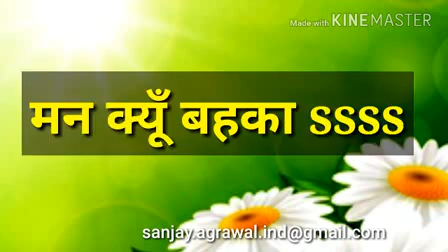 Made with KINEMASTER
मन क्यूँ बहका ssss
sanjay.agrawal.ind@gmail.com